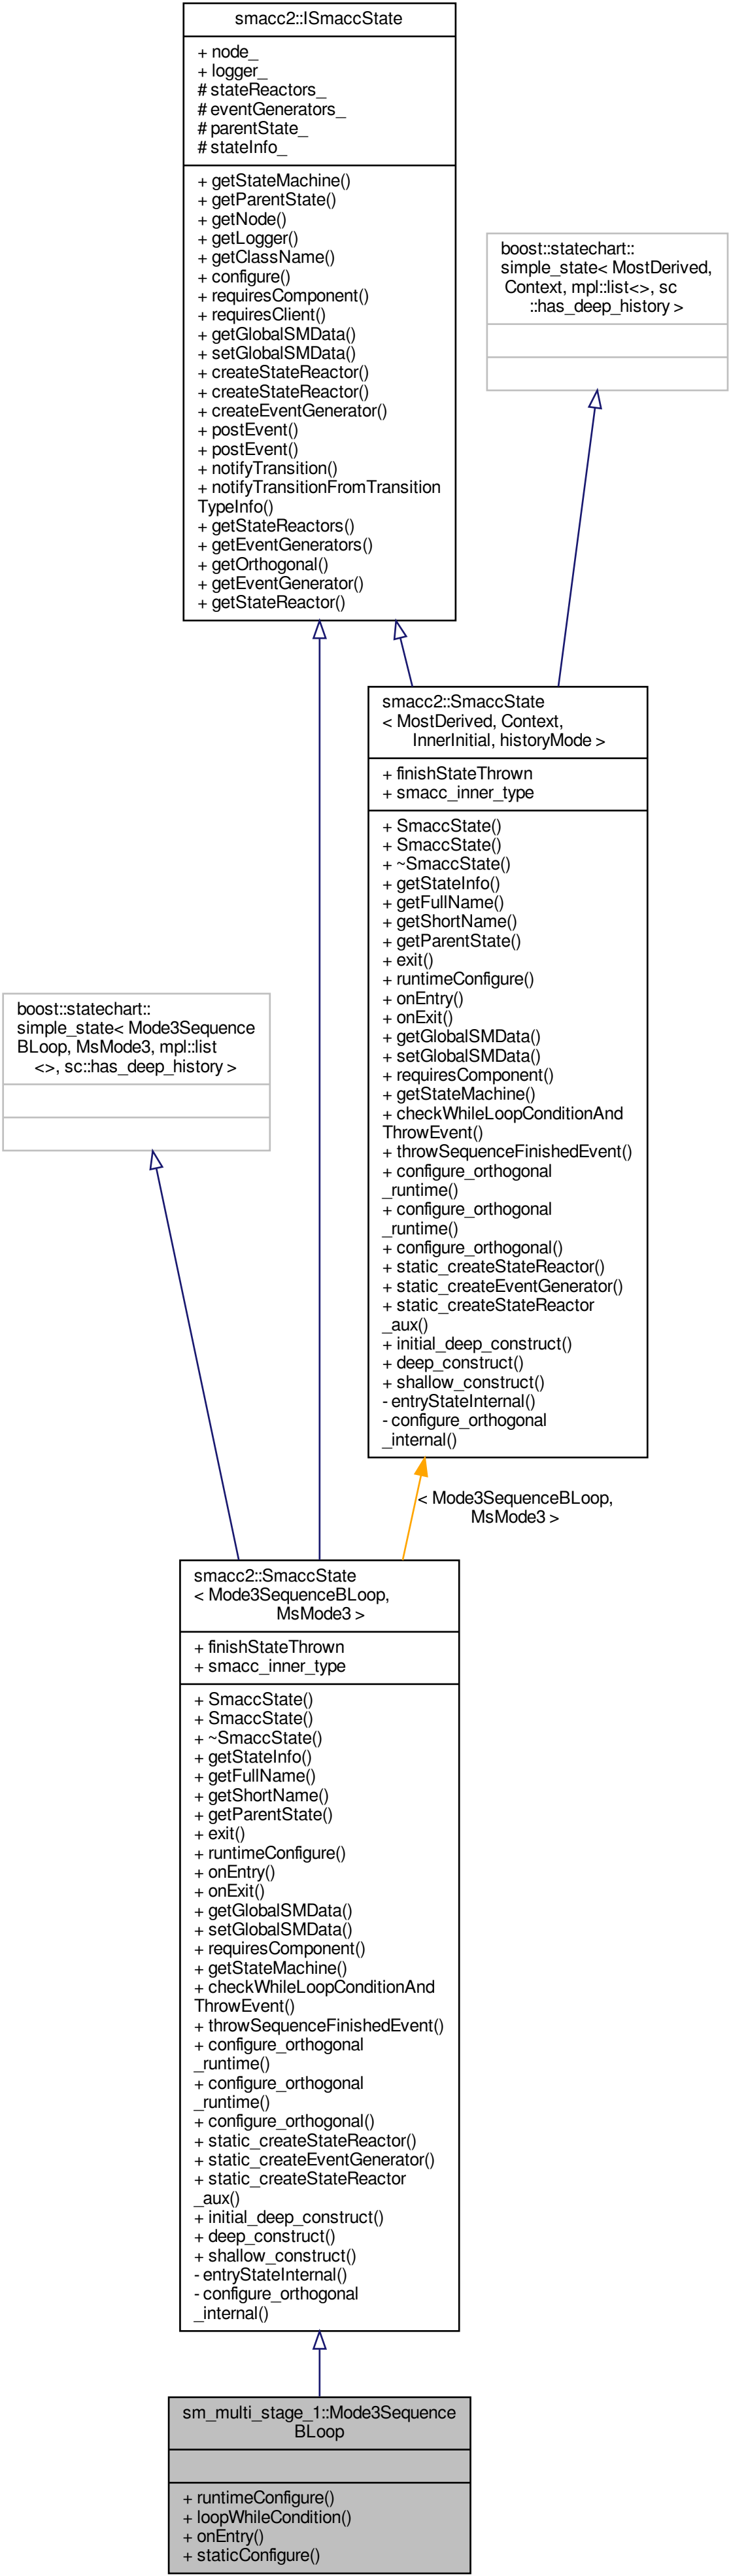 smacc2::ISmaccState
+ node_
+ logger_
# stateReactors_
# eventGenerators_
# parentState_
# stateInfo_
+ getStateMachine()
+ getParentState()
+ getNode()
+ getLogger()
+ getClassName()
+ configure()
+ requiresComponent()
+ requiresClient()
+ getGlobalSMData()
+ setGlobalSMData()
+ createStateReactor()
+ createStateReactor()
+ createEventGenerator()
+ postEvent()
+ postEvent()
+ notifyTransition()
+ notifyTransitionFromTransition
TypeInfo()
+ getStateReactors()
+ getEventGenerators()
+ getOrthogonal()
+ getEventGenerator()
+ getStateReactor()
boost::statechart::
simple_state< MostDerived,
Context, mpl::list<>, sc
::has_deep_history >
smacc2::SmaccState
< MostDerived, Context,
InnerInitial, historyMode >
+ finishStateThrown
+ smacc_inner_type
+ SmaccState()
+ SmaccState()
+ ~SmaccState()
+ getStateInfo()
+ getFullName()
+ getShortName()
+ getParentState()
+ exit()
+ runtimeConfigure()
+ onEntry()
+ onExit()
+ getGlobalSMData()
+ setGlobalSMData()
+ requiresComponent()
+ getStateMachine()
+ checkWhileLoopConditionAnd
ThrowEvent()
+ throwSequenceFinishedEvent()
+ configure_orthogonal
_runtime()
+ configure_orthogonal
_runtime()
+ configure_orthogonal()
+ static_createStateReactor()
+ static_createEventGenerator()
+ static_createStateReactor
_aux()
+ initial_deep_construct()
+ deep_construct()
+ shallow_construct()
- entryStateInternal()
- configure_orthogonal
_internal()
boost::statechart::
simple_state< Mode3Sequence
BLoop, MsMode3, mpl::list
<>, sc::has_deep_history >
< Mode3SequenceBLoop,
MsMode3 >
smacc2::SmaccState
< Mode3SequenceBLoop,
MsMode3 >
+ finishStateThrown
+ smacc_inner_type
+ SmaccState()
+ SmaccState()
+ ~SmaccState()
+ getStateInfo()
+ getFullName()
+ getShortName()
+ getParentState()
+ exit()
+ runtimeConfigure()
+ onEntry()
+ onExit()
+ getGlobalSMData()
+ setGlobalSMData()
+ requiresComponent()
+ getStateMachine()
+ checkWhileLoopConditionAnd
ThrowEvent()
+ throwSequenceFinishedEvent()
+ configure_orthogonal
_runtime()
+ configure_orthogonal
_runtime()
+ configure_orthogonal()
+ static_createStateReactor()
+ static_createEventGenerator()
+ static_createStateReactor
_aux()
+ initial_deep_construct()
+ deep_construct()
+ shallow_construct()
- entryStateInternal()
- configure_orthogonal
_internal()
sm_multi_stage_1::Mode3Sequence
BLoop
+ runtimeConfigure()
+ loopWhileCondition()
+ onEntry()
+ staticConfigure()